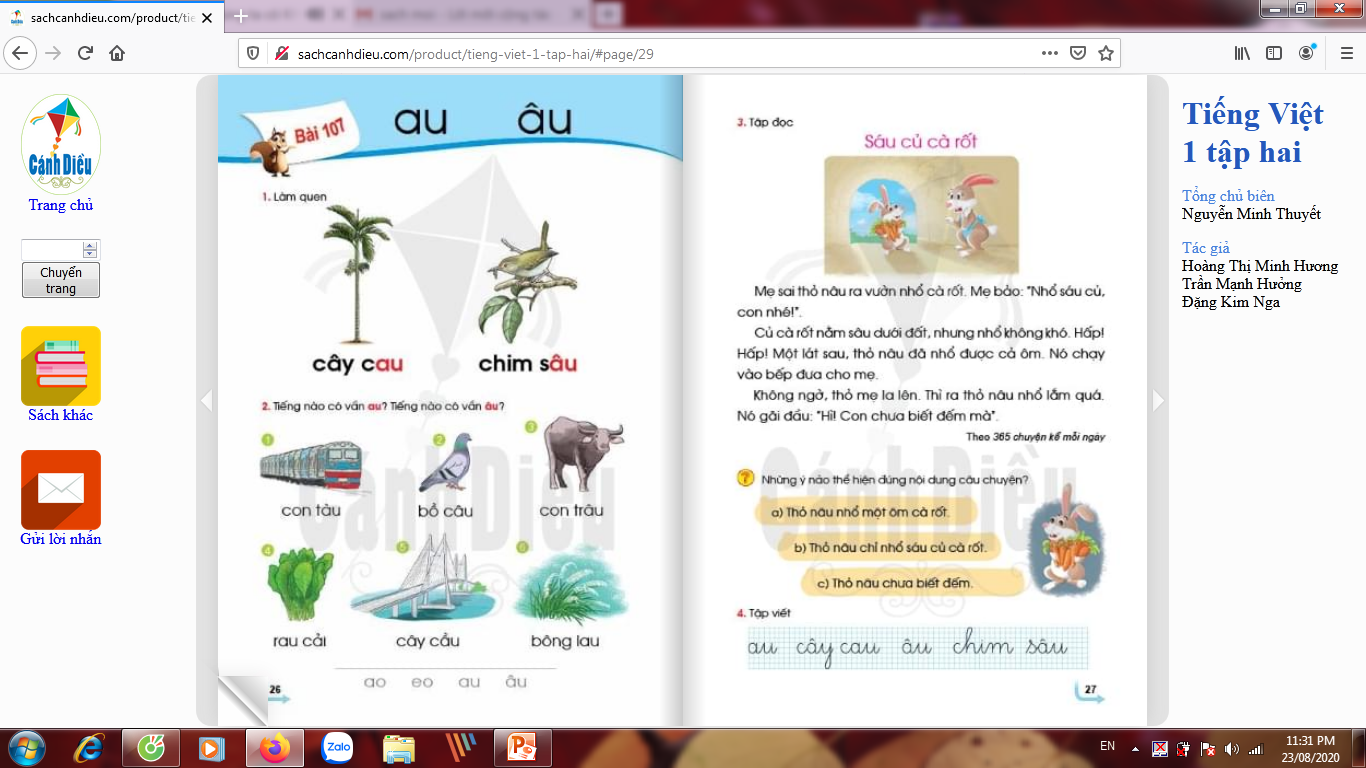 sachcanhdieu.com/product/tie
sachcanhdieu.com/product/tieng-viet-1-tap-hai/#page/29
Cánh Diều
Trang chủ
Chuyển
trang
Sách khác
Gửi lời nhắn
Bài 107
au âu
1. Làm quen
cây cau chim sâu
2. Tiếng nào có vần au? Tiếng nào có vần âu?
1 2 3
con tàu bồ câu con trâu
4 5 6
rau cải cây cầu bông lau
ao eo au âu
26
3. Tập đọc
Sáu củ cà rốt
Mẹ sai thỏ nâu ra vườn nhổ cà rốt. Mẹ bảo: "Nhổ sáu củ,
con nhé!".
Củ cà rốt nằm sâu dưới đất, nhưng nhổ không khó. Hấp!
Hấp! Một lát sau, thỏ nâu đã nhổ được cả ôm. Nó chạy
vào bếp đưa cho mẹ.
Không ngờ, thỏ mẹ la lên. Thì ra thỏ nâu nhổ lắm quá.
Nó gãi đầu: "Hi! Con chưa biết đếm mà".
Theo 365 chuyện kể mỗi ngày
? Những ý nào thể hiện đúng nội dung câu chuyện?
a) Thỏ nâu nhổ một ôm cà rốt.
b) Thỏ nâu chỉ nhổ sáu củ cà rốt.
c) Thỏ nâu chưa biết đếm.
4. Tập viết
au cây cau âu chim sâu
27
Cánh Diều
Tiếng Việt
1 tập hai
Tổng chủ biên
Nguyễn Minh Thuyết
Tác giả
Hoàng Thị Minh Hương
Trần Mạnh Hưởng
Đặng Kim Nga
Zalo
EN
11:31 PM
23/08/2020